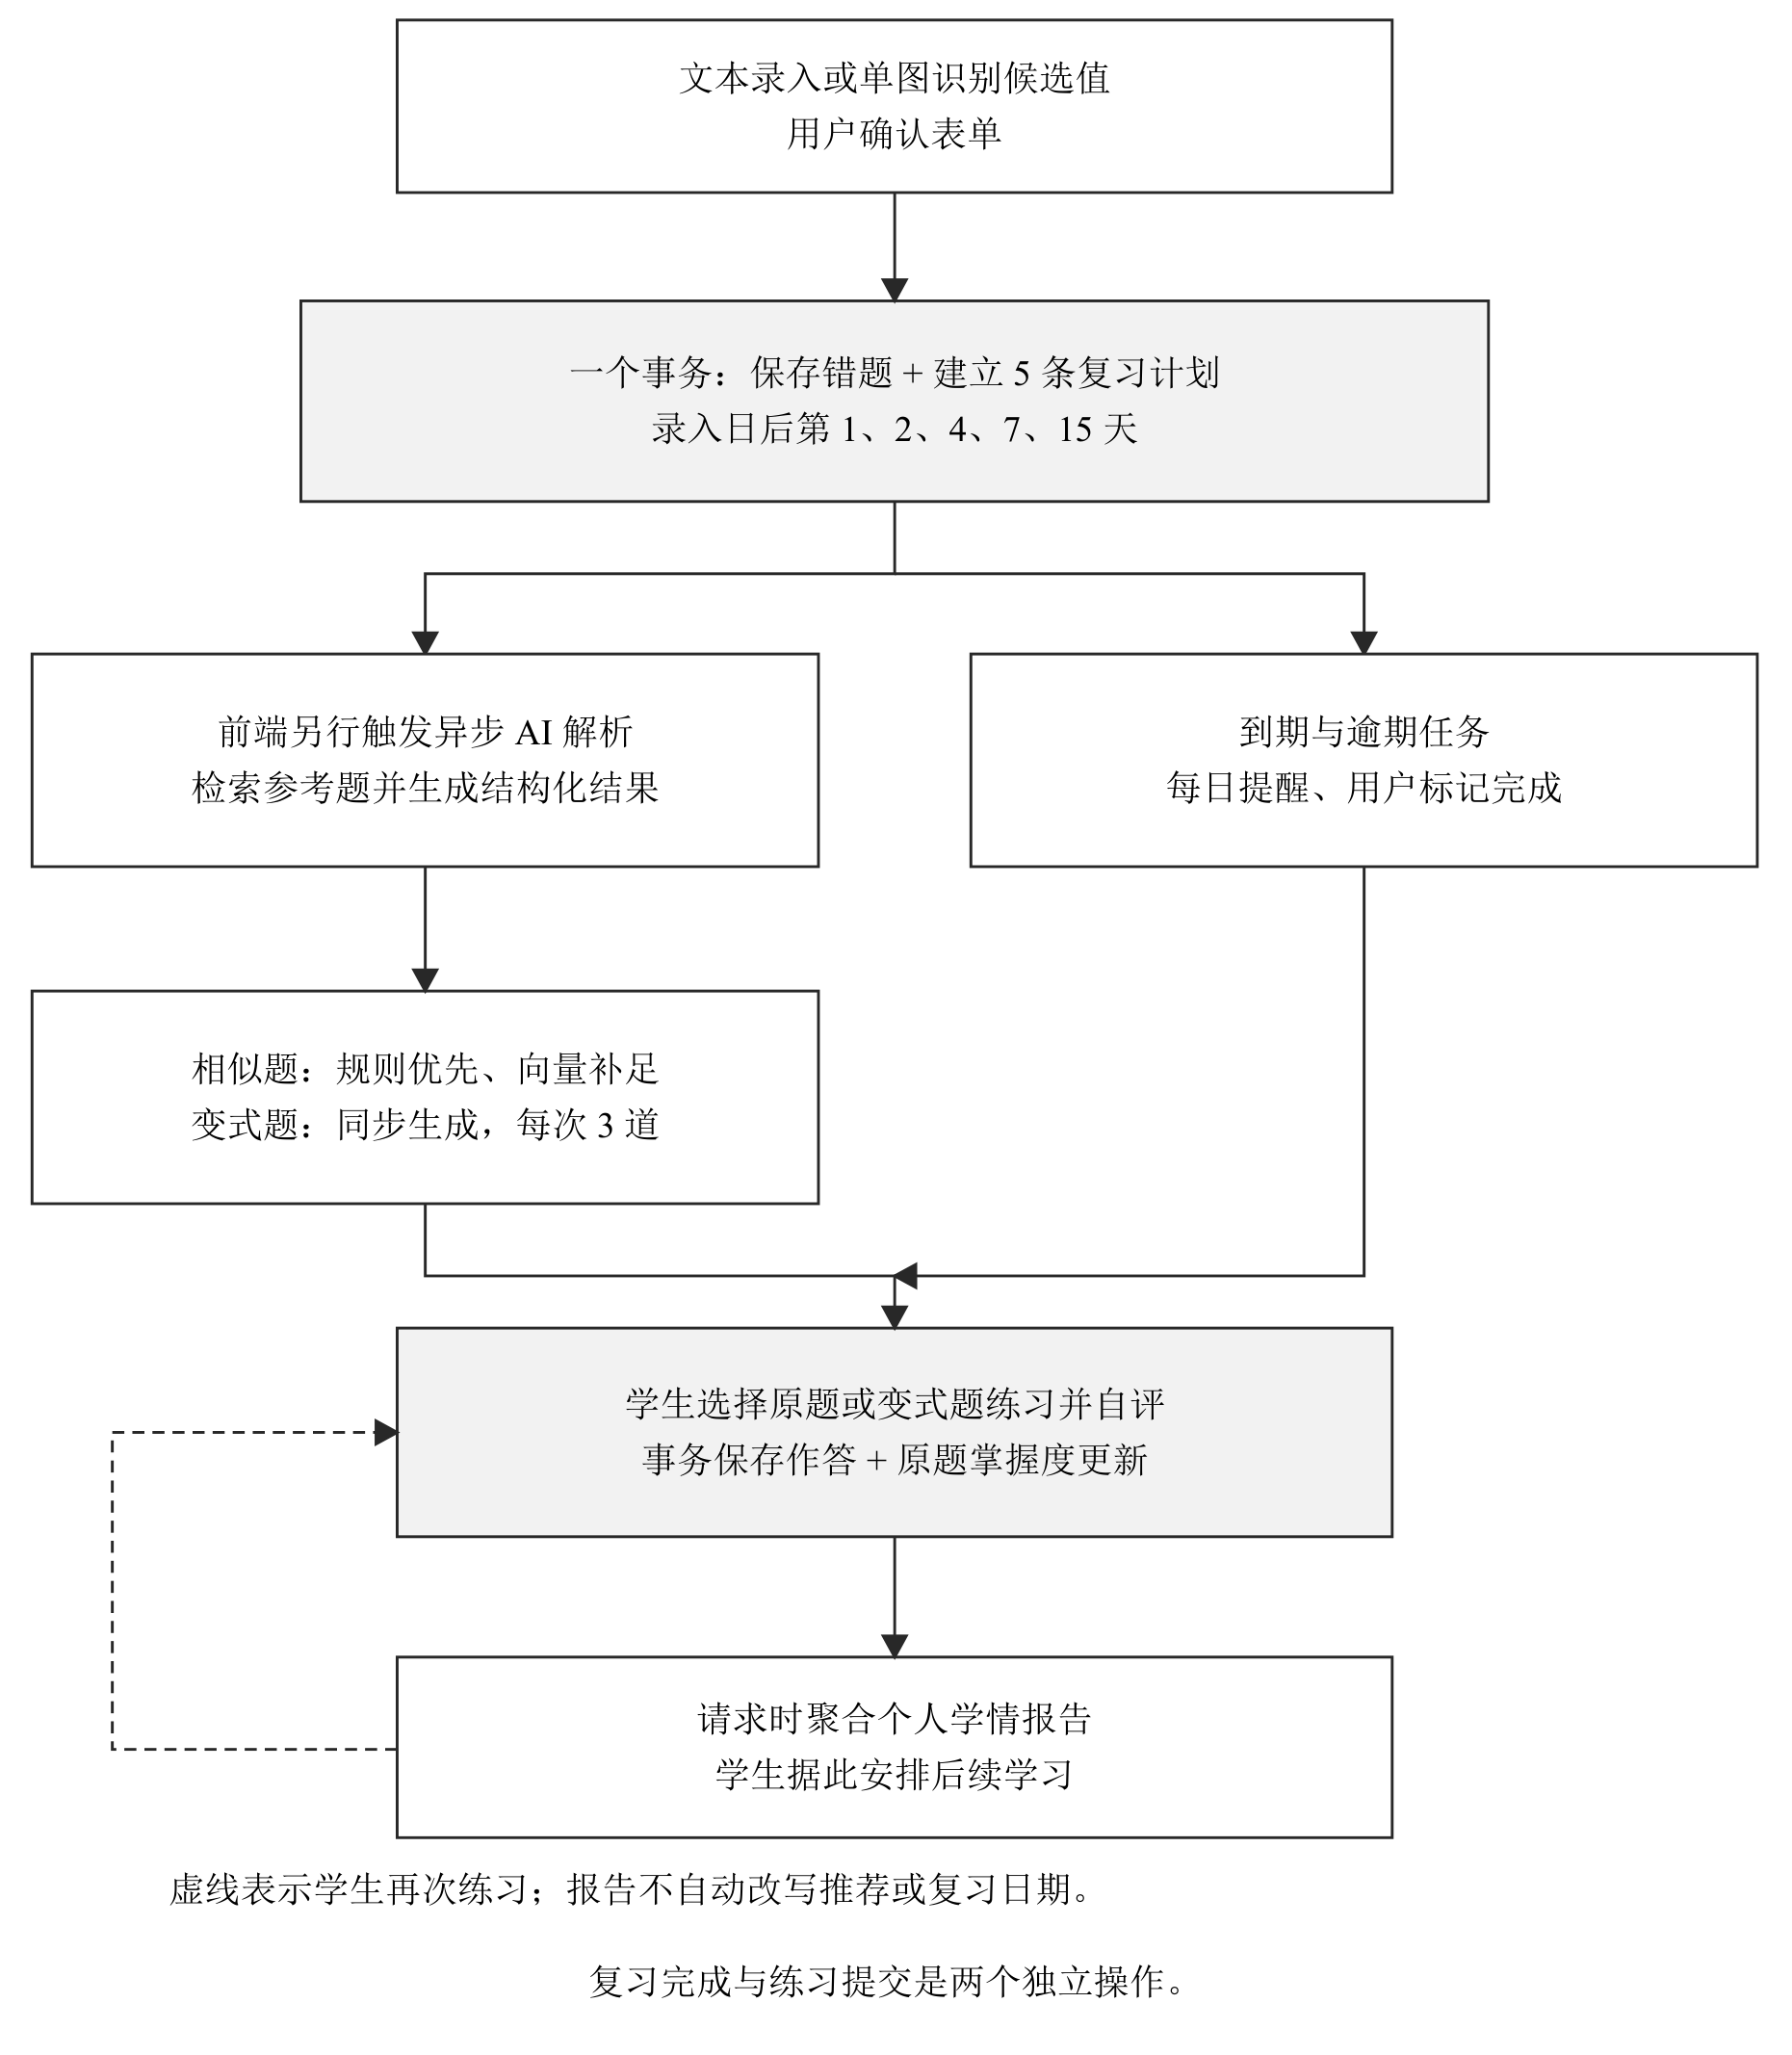 文本录入或单图识别候选值
用户确认表单
一个事务：保存错题 + 建立 5 条复习计划
录入日后第 1、2、4、7、15 天
前端另行触发异步 AI 解析
检索参考题并生成结构化结果
到期与逾期任务
每日提醒、用户标记完成
相似题：规则优先、向量补足
变式题：同步生成，每次 3 道
学生选择原题或变式题练习并自评
事务保存作答 + 原题掌握度更新
请求时聚合个人学情报告
学生据此安排后续学习
虚线表示学生再次练习；报告不自动改写推荐或复习日期。
复习完成与练习提交是两个独立操作。